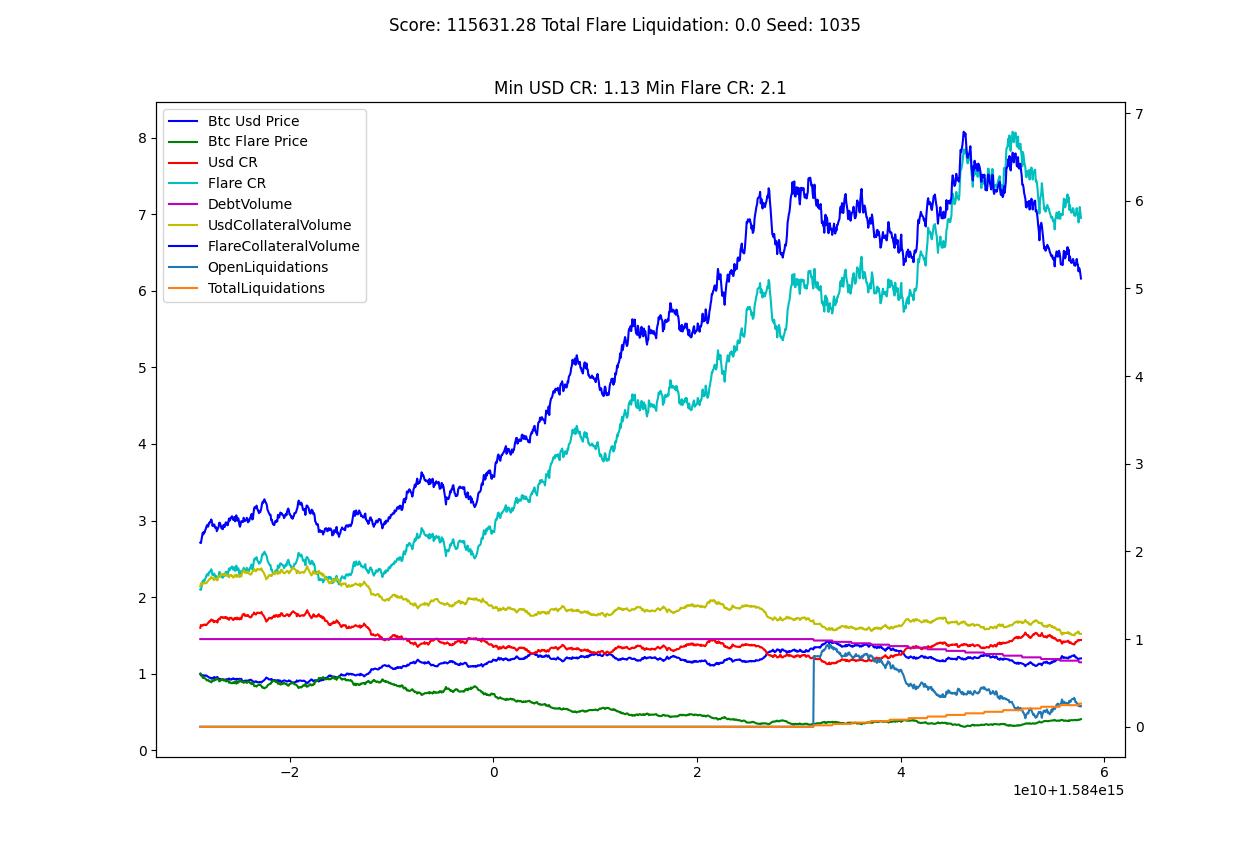 Score: 115631.28 Total Flare Liquidation: 0.0 Seed: 1035
Min USD CR: 1.13 Min Flare CR: 2.1
Btc Usd Price
Btc Flare Price
Usd CR
Flare CR
DebtVolume
UsdCollateralVolume
FlareCollateralVolume
OpenLiquidations
TotalLiquidations
8
7
6
5
4
3
2
1
0
7
6
5
4
3
2
1
0
−2 0 2 4 6
1e10+1.584e15